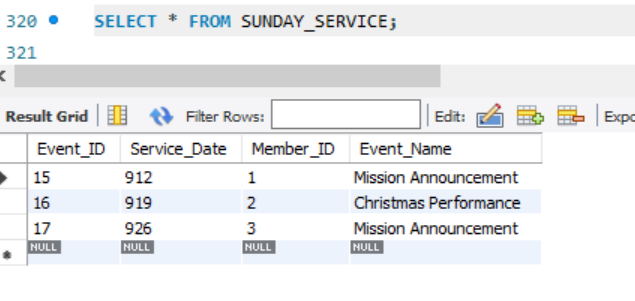 320 SELECT * FROM SUNDAY_SERVICE;
321
Result Grid Filter Rows: Edit: Expo
Event_ID Service_Date Member_ID Event_Name
15 912 1 Mission Announcement
16 919 2 Christmas Performance
17 926 3 Mission Announcement
NULL NULL NULL NULL